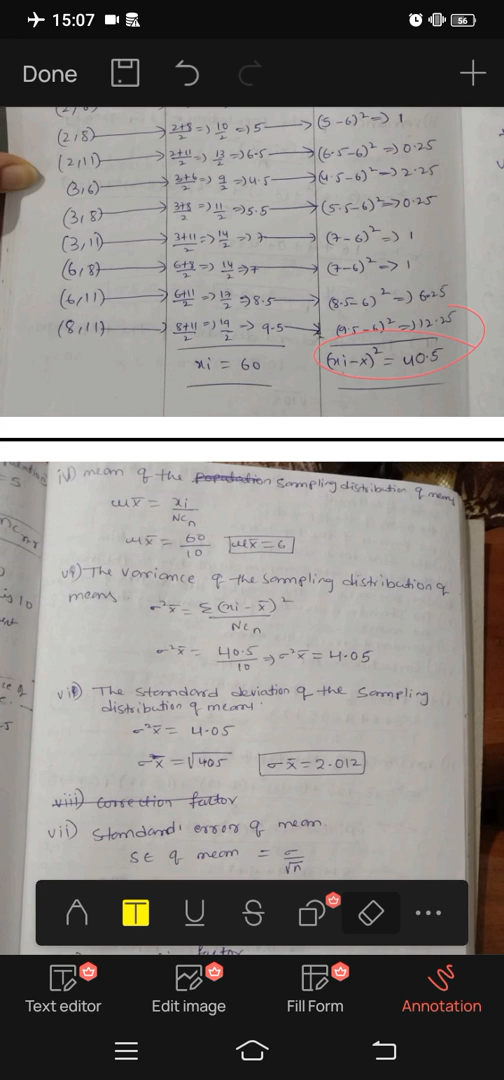 15:07
56
Done
(2,8) 2+8/2 => 10/2 => 5 (5-6)² => 1
(2,11) 2+11/2 => 13/2 => 6.5 (6.5-6)² => 0.25
(3,6) 3+6/2 => 9/2 => 4.5 (4.5-6)² => 2.25
(3,8) 3+8/2 => 11/2 => 5.5 (5.5-6)² => 0.25
(3,11) 3+11/2 => 14/2 => 7 (7-6)² => 1
(6,8) 6+8/2 => 14/2 => 7 (7-6)² => 1
(6,11) 6+11/2 => 17/2 => 8.5 (8.5-6)² => 6.25
(8,11) 8+11/2 => 19/2 => 9.5 (9.5-6)² => 12.25
xi = 60 (xi-x)² = 40.5
iv) mean of the population sampling distribution of means
μx̄ = xi/NCn
μx̄ = 60/10 μx̄ = 6
The variance of the sampling distribution of
means.
σ²x̄ = Σ(xi - x̄)²/NCn
σ²x̄ = 40.5/10 => σ²x̄ = 4.05
The standard deviation of the sampling
distribution of means.
σ²x̄ = 4.05
σx̄ = √4.05 σx̄ = 2.012
viii) correction factor
vii) Standard error of mean.
SE of mean = σ/√n
factor
Text editor
Edit image
Fill Form
Annotation